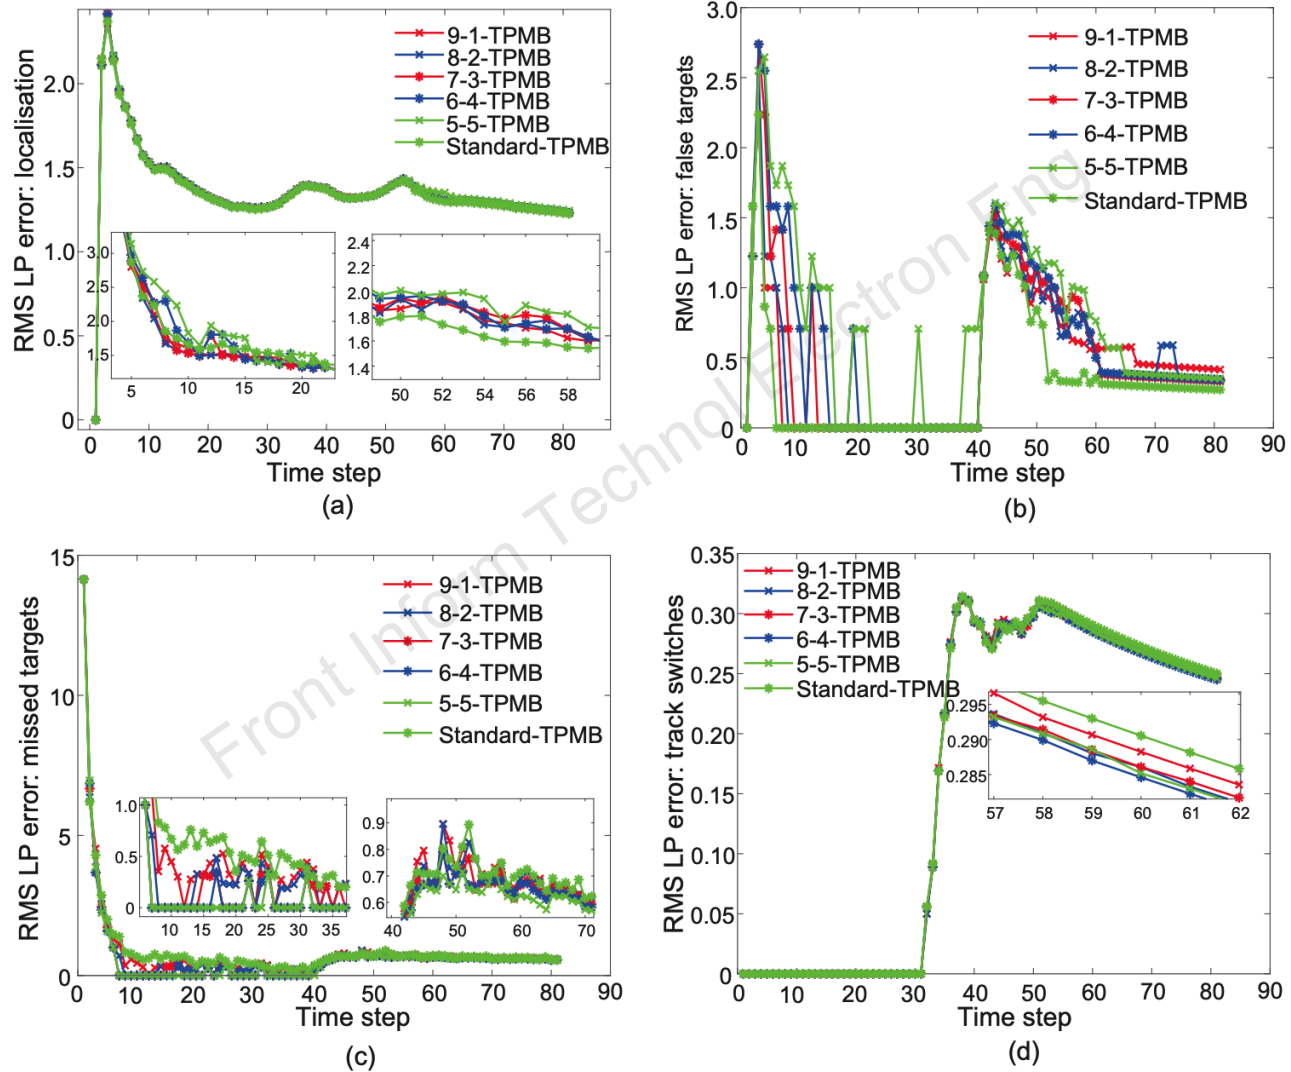 RMS LP error: localisation
2.0
1.5
1.0
0.5
0
9-1-TPMB
8-2-TPMB
7-3-TPMB
6-4-TPMB
5-5-TPMB
Standard-TPMB
3.0
2.5
2.0
1.5
5 10 15 20
2.4
2.2
2.0
1.8
1.6
1.4
50 52 54 56 58
0 10 20 30 40 50 60 70 80
Time step
(a)
RMS LP error: false targets
3.0
2.5
2.0
1.5
1.0
0.5
0
9-1-TPMB
8-2-TPMB
7-3-TPMB
6-4-TPMB
5-5-TPMB
Standard-TPMB
0 10 20 30 40 50 60 70 80 90
Time step
(b)
RMS LP error: missed targets
15
10
5
0
9-1-TPMB
8-2-TPMB
7-3-TPMB
6-4-TPMB
5-5-TPMB
Standard-TPMB
1.0
0.5
0
10 15 20 25 30 35
0.9
0.8
0.7
0.6
40 50 60 70
0 10 20 30 40 50 60 70 80 90
Time step
(c)
RMS LP error: track switches
0.35
0.30
0.25
0.20
0.15
0.10
0.05
0
9-1-TPMB
8-2-TPMB
7-3-TPMB
6-4-TPMB
5-5-TPMB
Standard-TPMB
0.295
0.290
0.285
57 58 59 60 61 62
0 10 20 30 40 50 60 70 80 90
Time step
(d)
Front Inform Technol Electron Eng